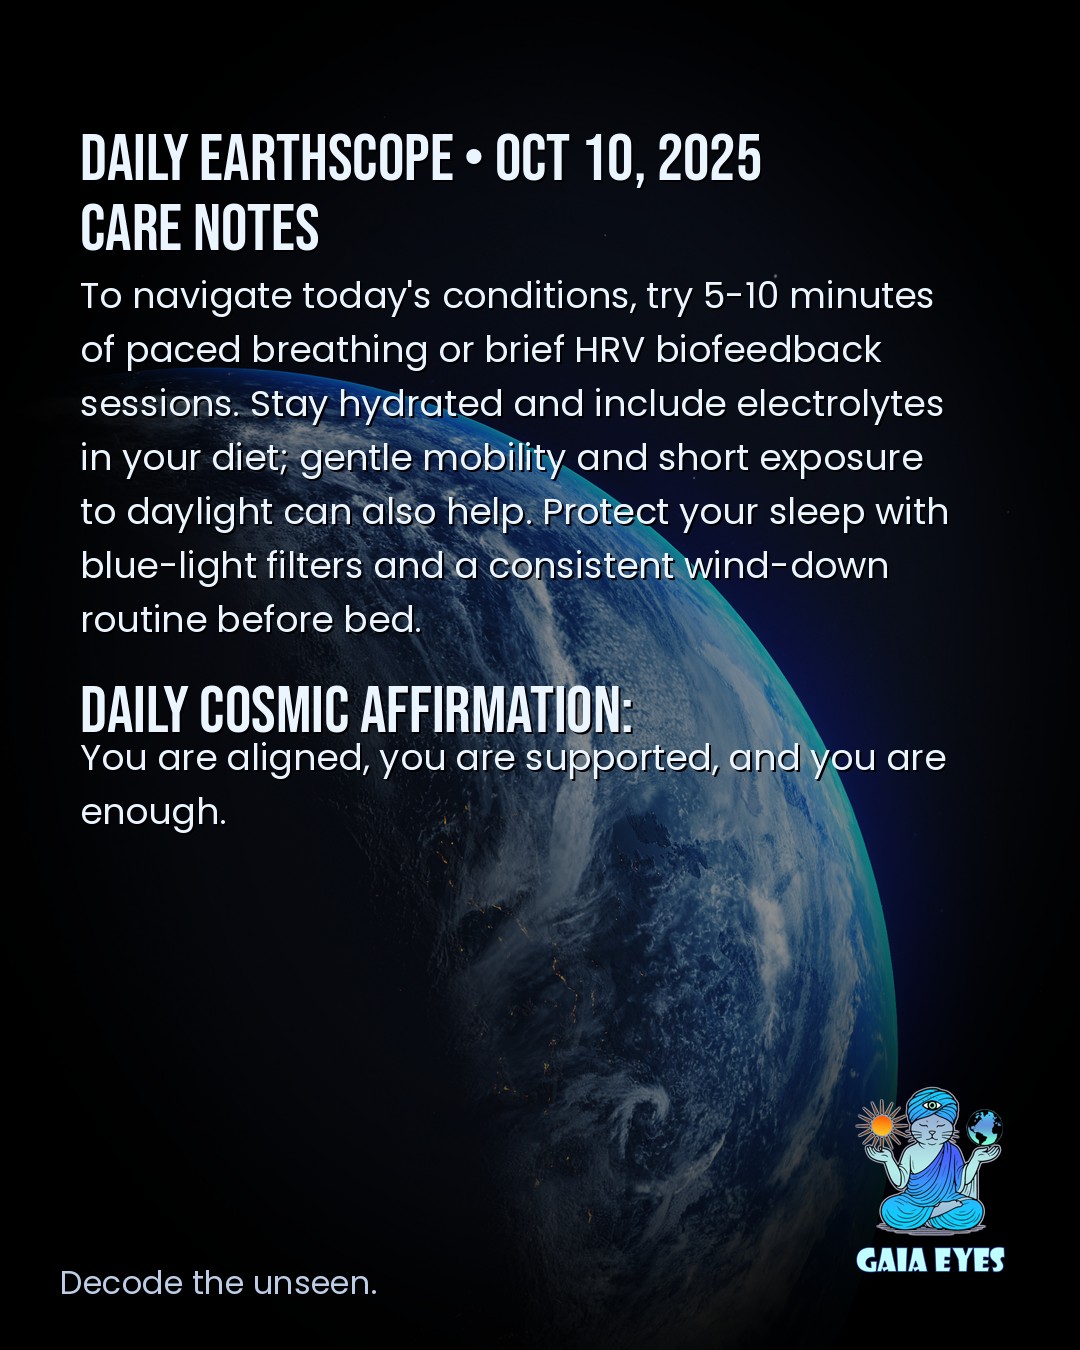 DAILY EARTHSCOPE • OCT 10, 2025
CARE NOTES
To navigate today's conditions, try 5-10 minutes
of paced breathing or brief HRV biofeedback
sessions. Stay hydrated and include electrolytes
in your diet; gentle mobility and short exposure
to daylight can also help. Protect your sleep with
blue-light filters and a consistent wind-down
routine before bed.
DAILY COSMIC AFFIRMATION:
You are aligned, you are supported, and you are
enough.
GAIA EYES
Decode the unseen.